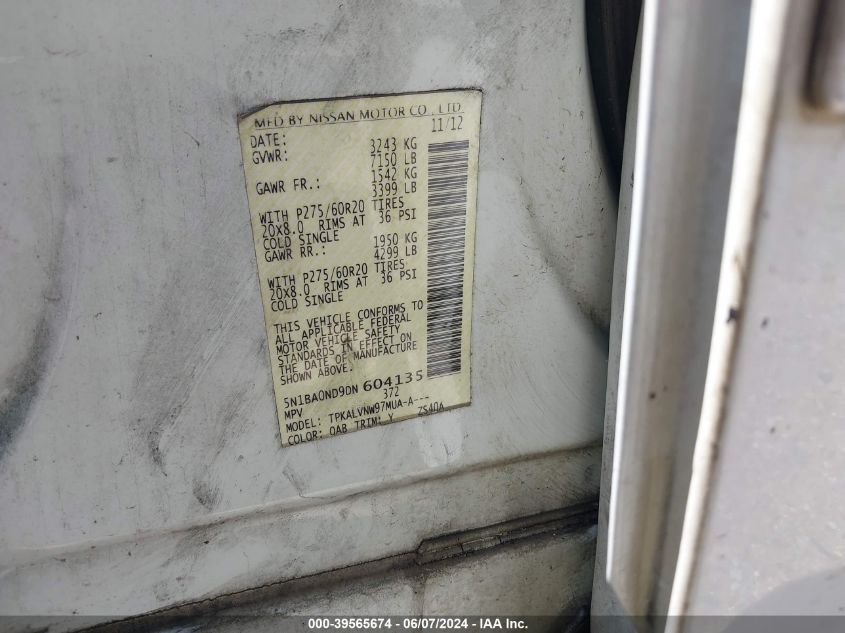 MFD BY NISSAN MOTOR CO., LTD.
DATE: 11/12
GVWR: 3243 KG
7150 LB
GAWR FR.: 1542 KG
3399 LB
WITH P275/60R20 TIRES
20X8.0 RIMS AT 36 PSI
COLD SINGLE
GAWR RR.: 1950 KG
4299 LB
WITH P275/60R20 TIRES
20X8.0 RIMS AT 36 PSI
COLD SINGLE
THIS VEHICLE CONFORMS TO
ALL APPLICABLE FEDERAL
MOTOR VEHICLE SAFETY
STANDARDS IN EFFECT ON
THE DATE OF MANUFACTURE
SHOWN ABOVE.
5N1BA0ND9DN 604135
MPV 372
MODEL: TPKALVNW97MUA-A---
COLOR: QAB TRIM: Y ZS40A
000-39565674 / 06/07/2024 - IAA Inc.